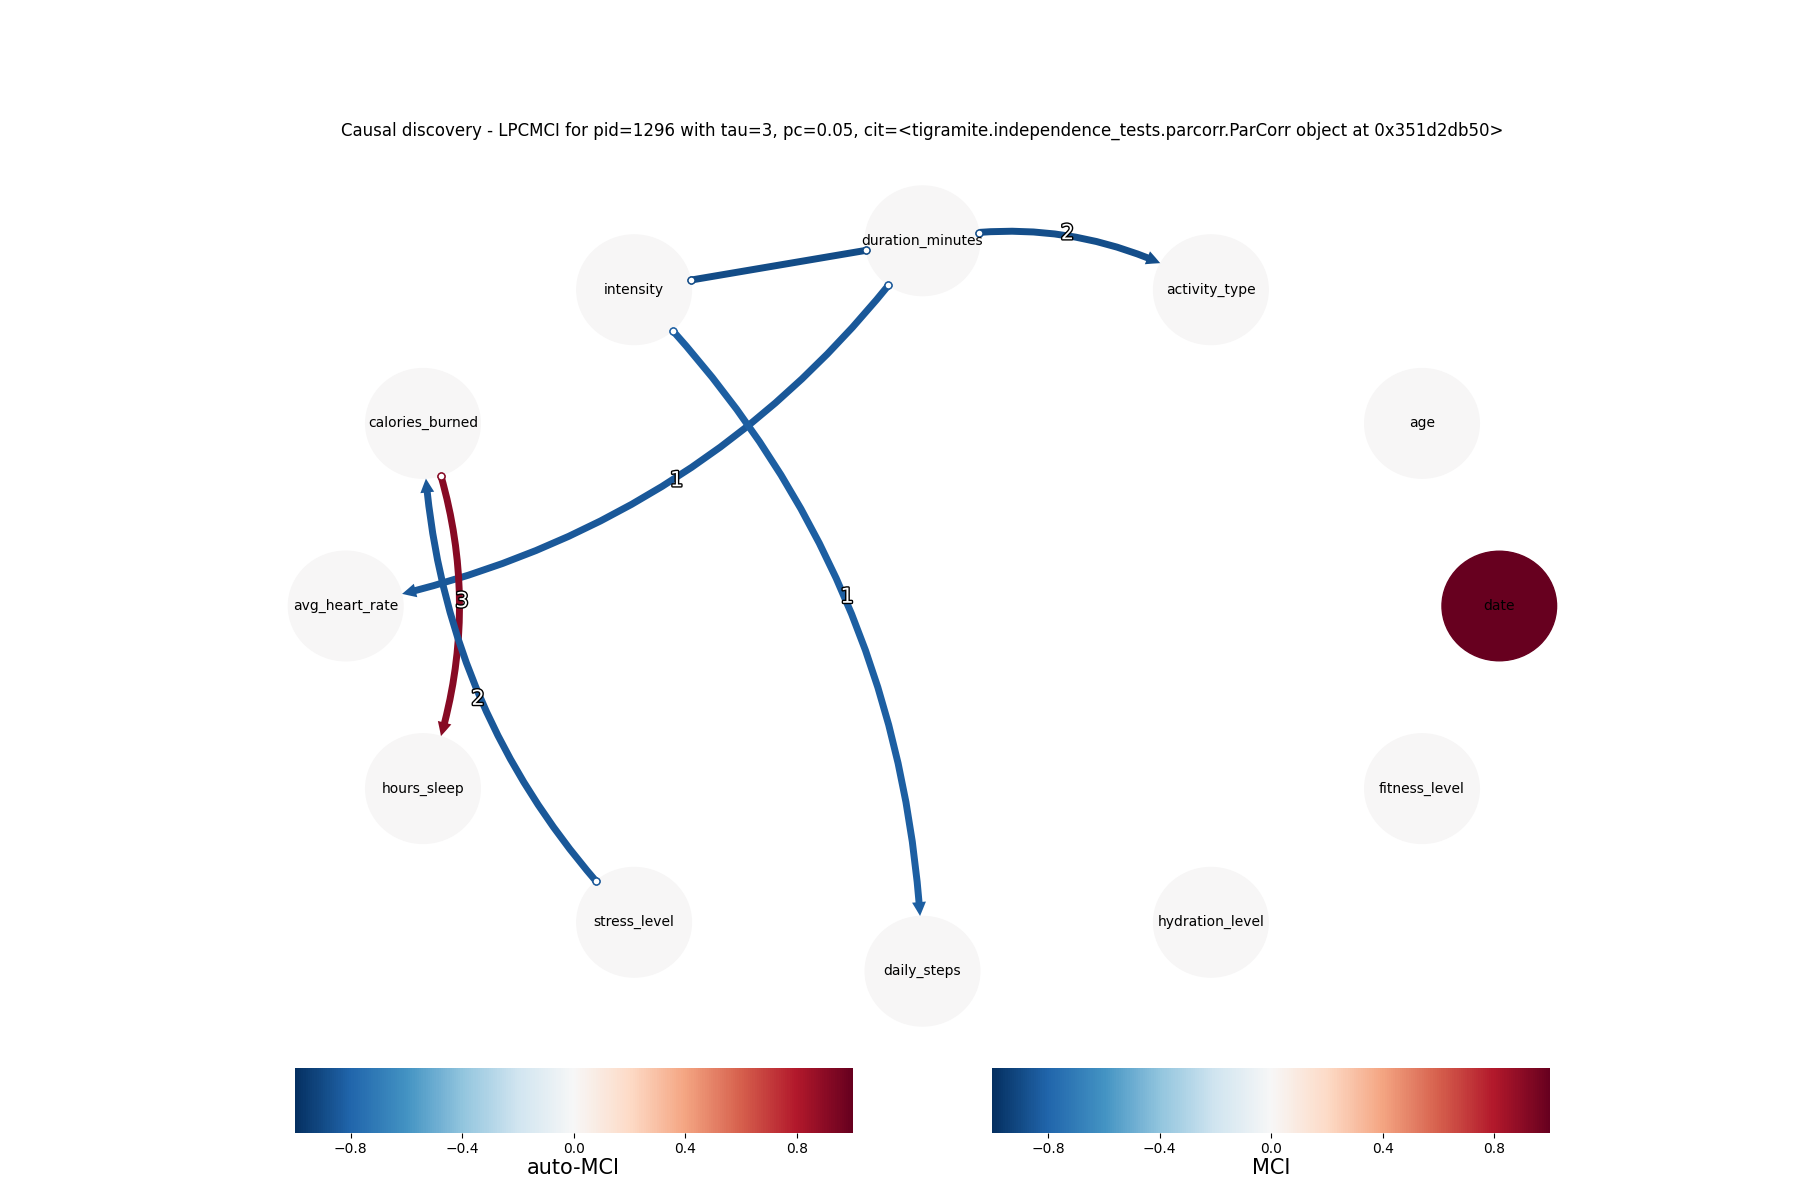 Causal discovery - LPCMCI for pid=1296 with tau=3, pc=0.05, cit=<tigramite.independence_tests.parcorr.ParCorr object at 0x351d2db50>
duration_minutes
2
intensity
activity_type
calories_burned
age
1
avg_heart_rate
3
1
date
2
hours_sleep
fitness_level
stress_level
hydration_level
daily_steps
−0.8 −0.4 0.0 0.4 0.8
auto-MCI
−0.8 −0.4 0.0 0.4 0.8
MCI